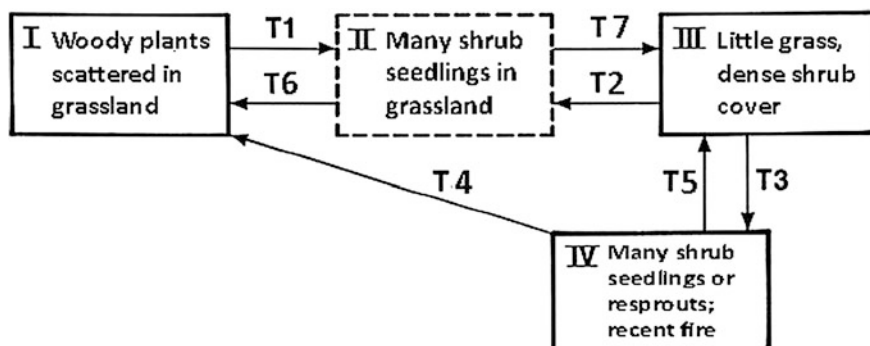 I Woody plants
scattered in
grassland
T1
T6
II Many shrub
seedlings in
grassland
T7
T2
III Little grass,
dense shrub
cover
T4
T5
T3
IV Many shrub
seedlings or
resprouts;
recent fire